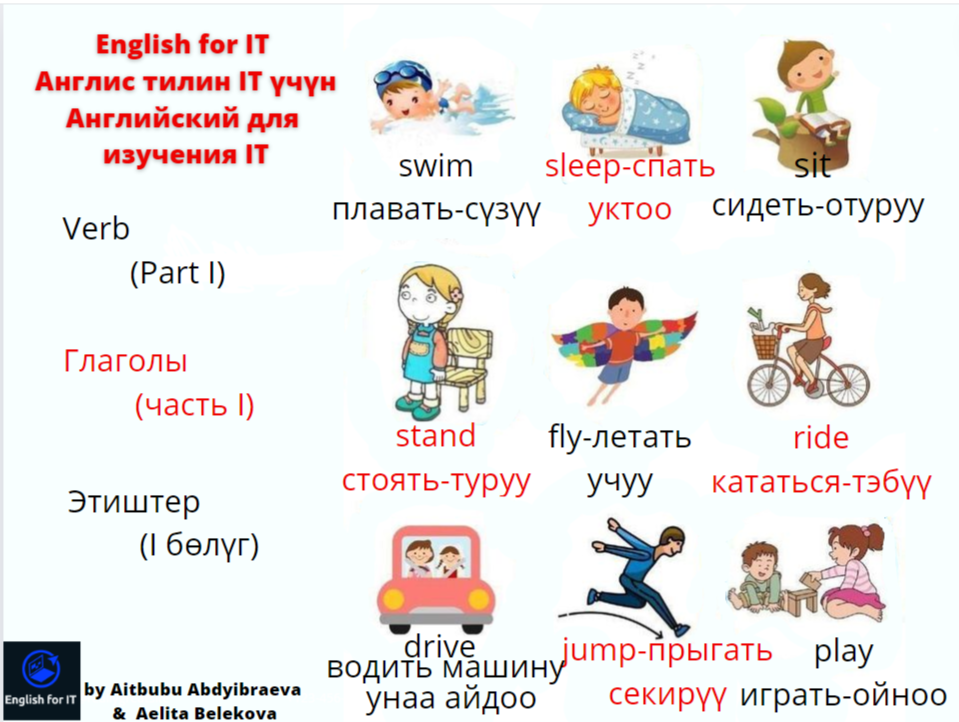 English for IT
Англис тилин IT үчүн
Английский для
изучения IT
Verb
(Part I)
Глаголы
(часть I)
Этиштер
(I бөлүг)
swim
плавать-сүзүү
sleep-спать
уктоо
sit
сидеть-отуруу
stand
стоять-туруу
fly-летать
учуу
ride
кататься-тэбүү
drive
водить машину
унаа айдоо
jump-прыгать
секирүү
play
играть-ойноо
English for IT
by Aitbubu Abdyibraeva
& Aelita Belekova